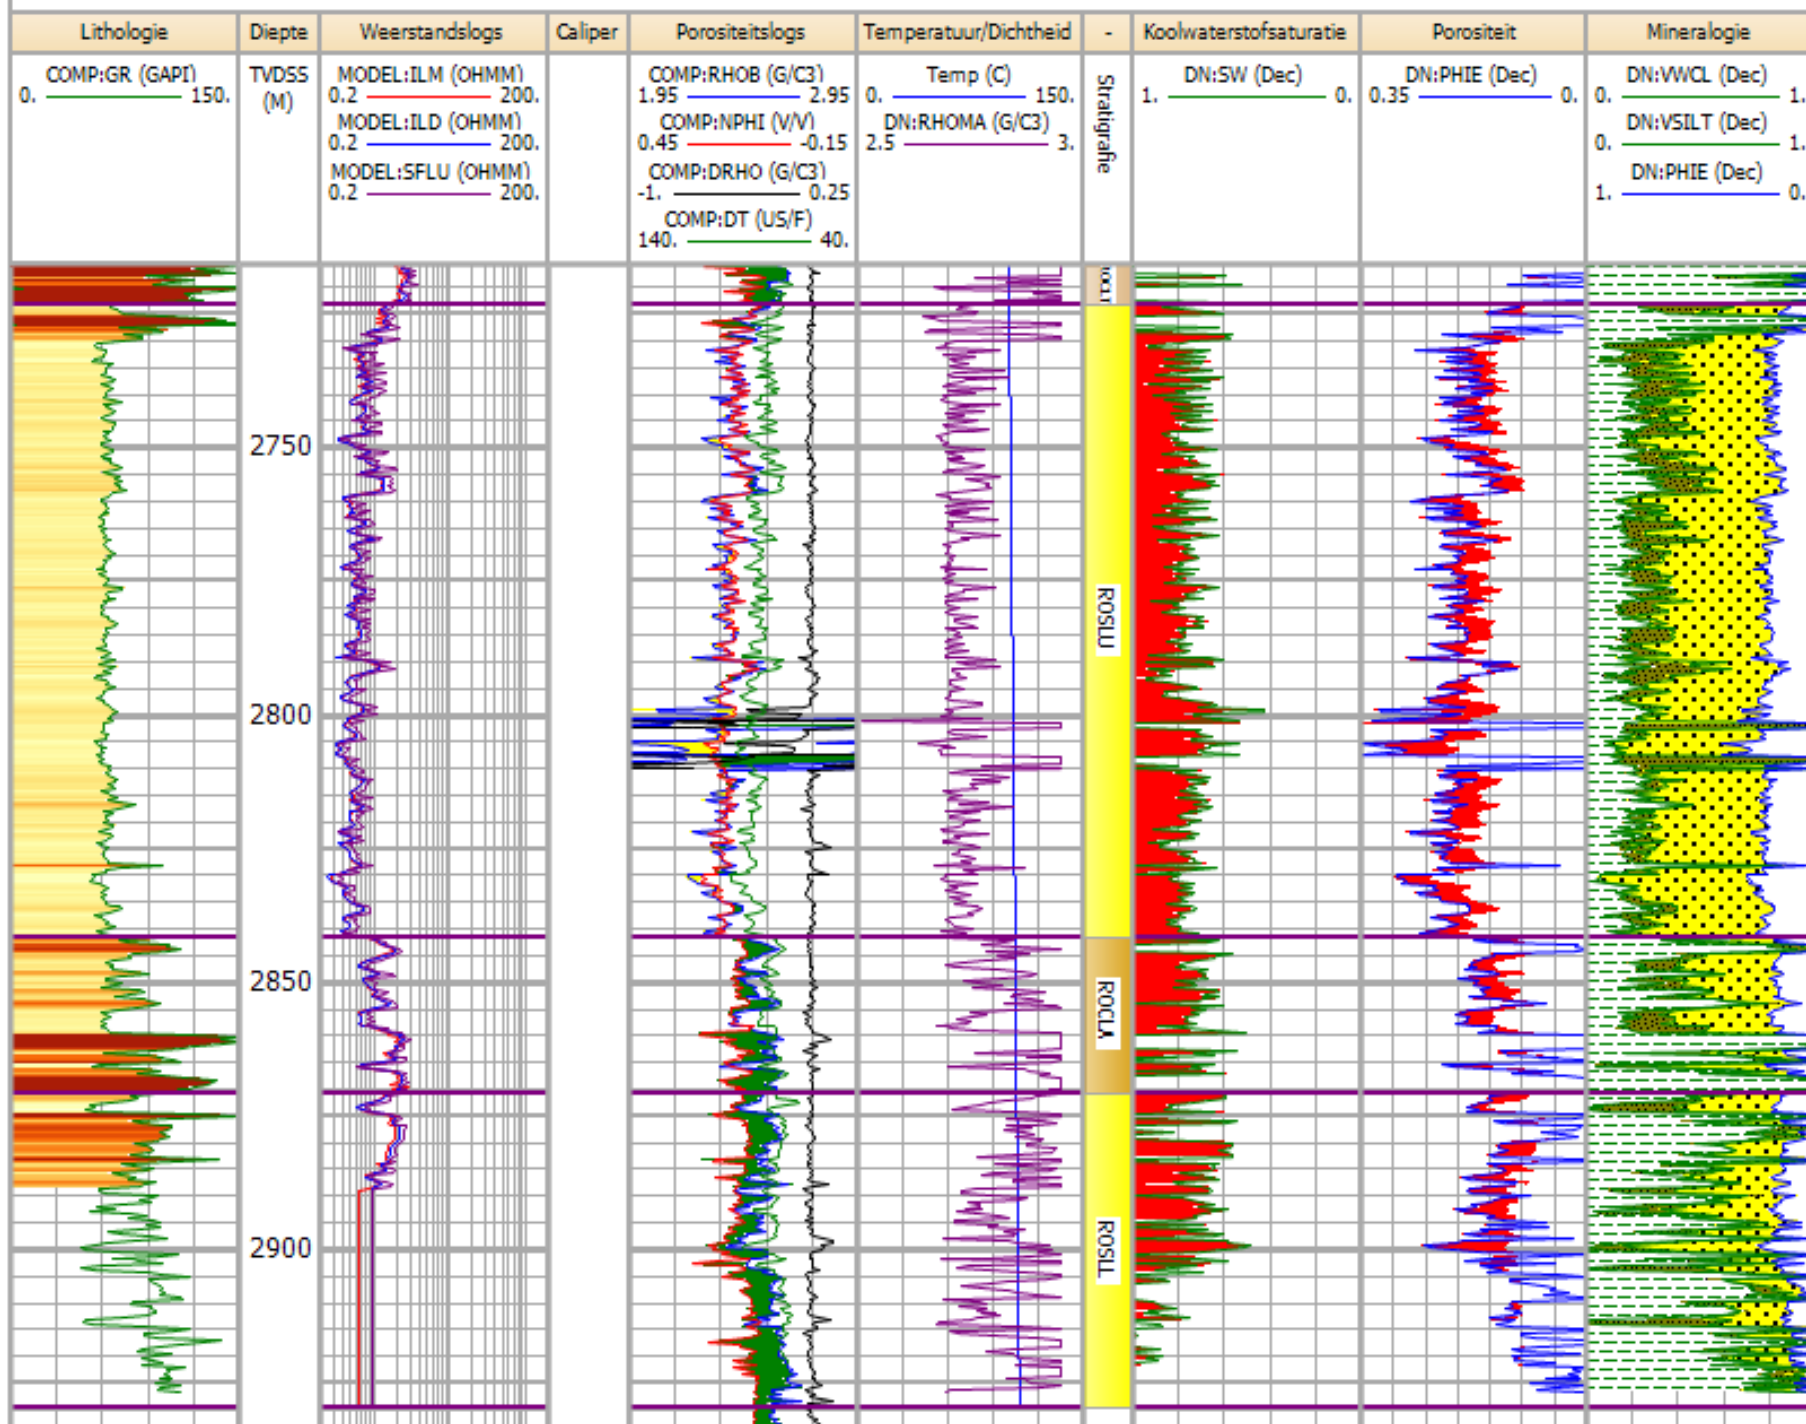 Lithologie
Diepte
Weerstandslogs
Caliper
Porositeitslogs
Temperatuur/Dichtheid
-
Koolwaterstofsaturatie
Porositeit
Mineralogie
COMP:GR (GAPI)
0. 150.
TVDSS
(M)
MODEL:ILM (OHMM)
0.2 200.
MODEL:ILD (OHMM)
0.2 200.
MODEL:SFLU (OHMM)
0.2 200.
COMP:RHOB (G/C3)
1.95 2.95
COMP:NPHI (V/V)
0.45 -0.15
COMP:DRHO (G/C3)
-1. 0.25
COMP:DT (US/F)
140. 40.
Temp (C)
0. 150.
DN:RHOMA (G/C3)
2.5 3.
Stratigrafie
DN:SW (Dec)
1. 0.
DN:PHIE (Dec)
0.35 0.
DN:VWCL (Dec)
0. 1.
DN:VSILT (Dec)
0. 1.
DN:PHIE (Dec)
1. 0.
2750
2800
2850
2900
ROSLU
ROCLA
ROSLL